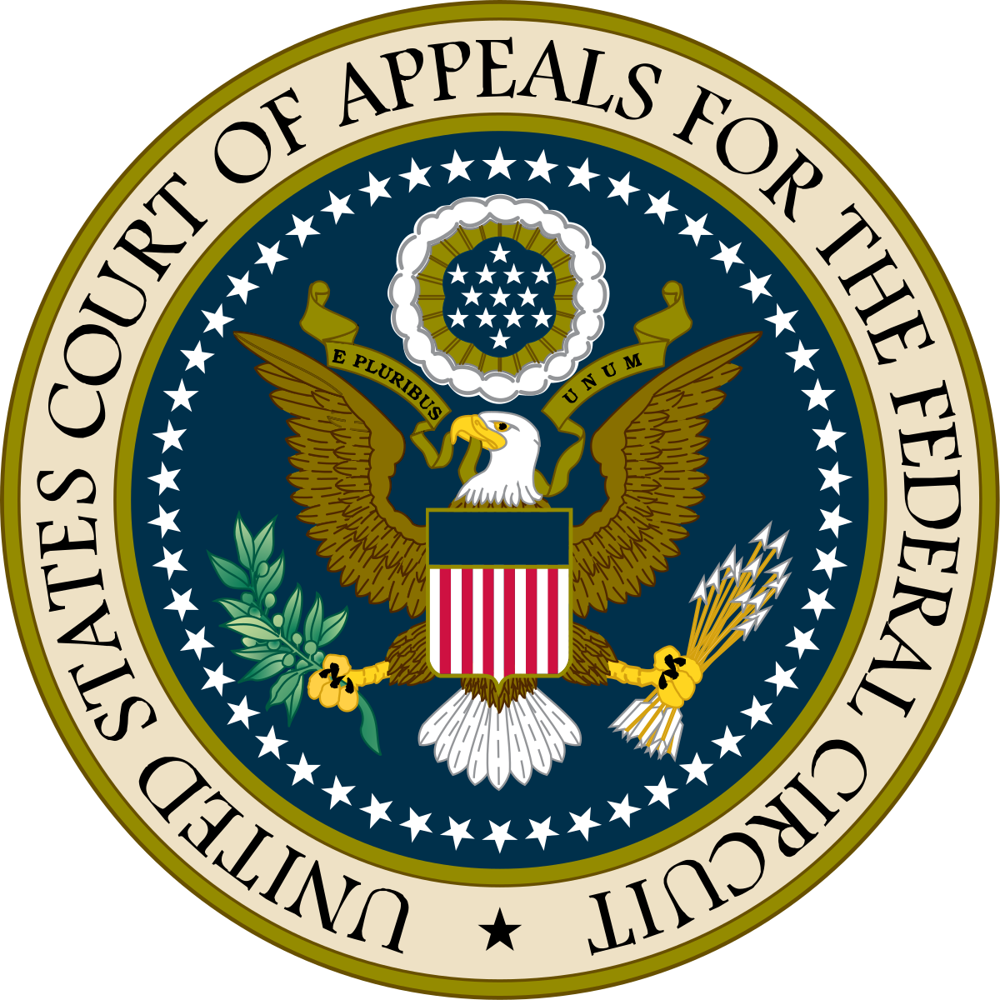 UNITED STATES COURT OF APPEALS FOR THE FEDERAL CIRCUIT
E PLURIBUS UNUM